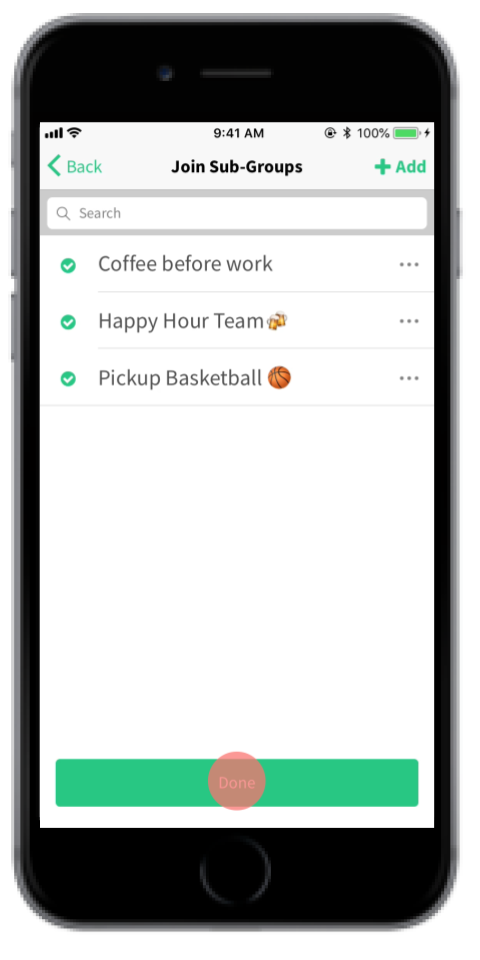 9:41 AM 100%
Back Join Sub-Groups Add
Search
Coffee before work
Happy Hour Team🍻
Pickup Basketball 🏀
Done